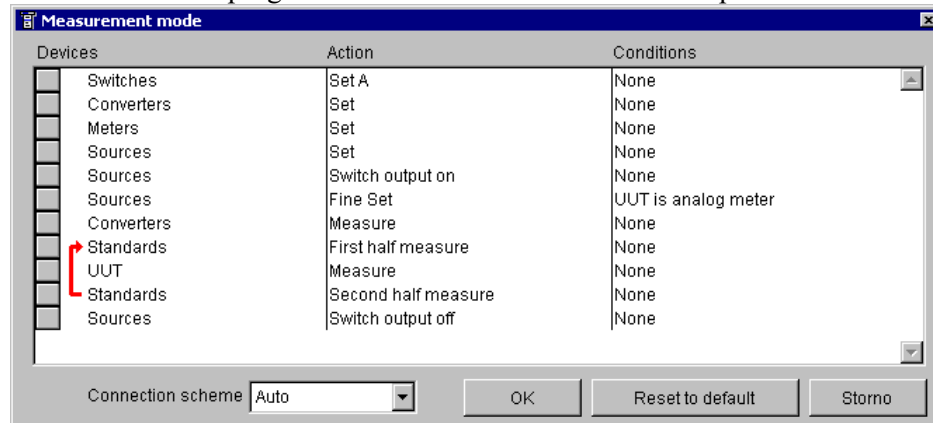 Measurement mode
Devices Action Conditions
Switches Set A None
Converters Set None
Meters Set None
Sources Set None
Sources Switch output on None
Sources Fine Set UUT is analog meter
Converters Measure None
Standards First half measure None
UUT Measure None
Standards Second half measure None
Sources Switch output off None
Connection scheme Auto OK Reset to default Storno